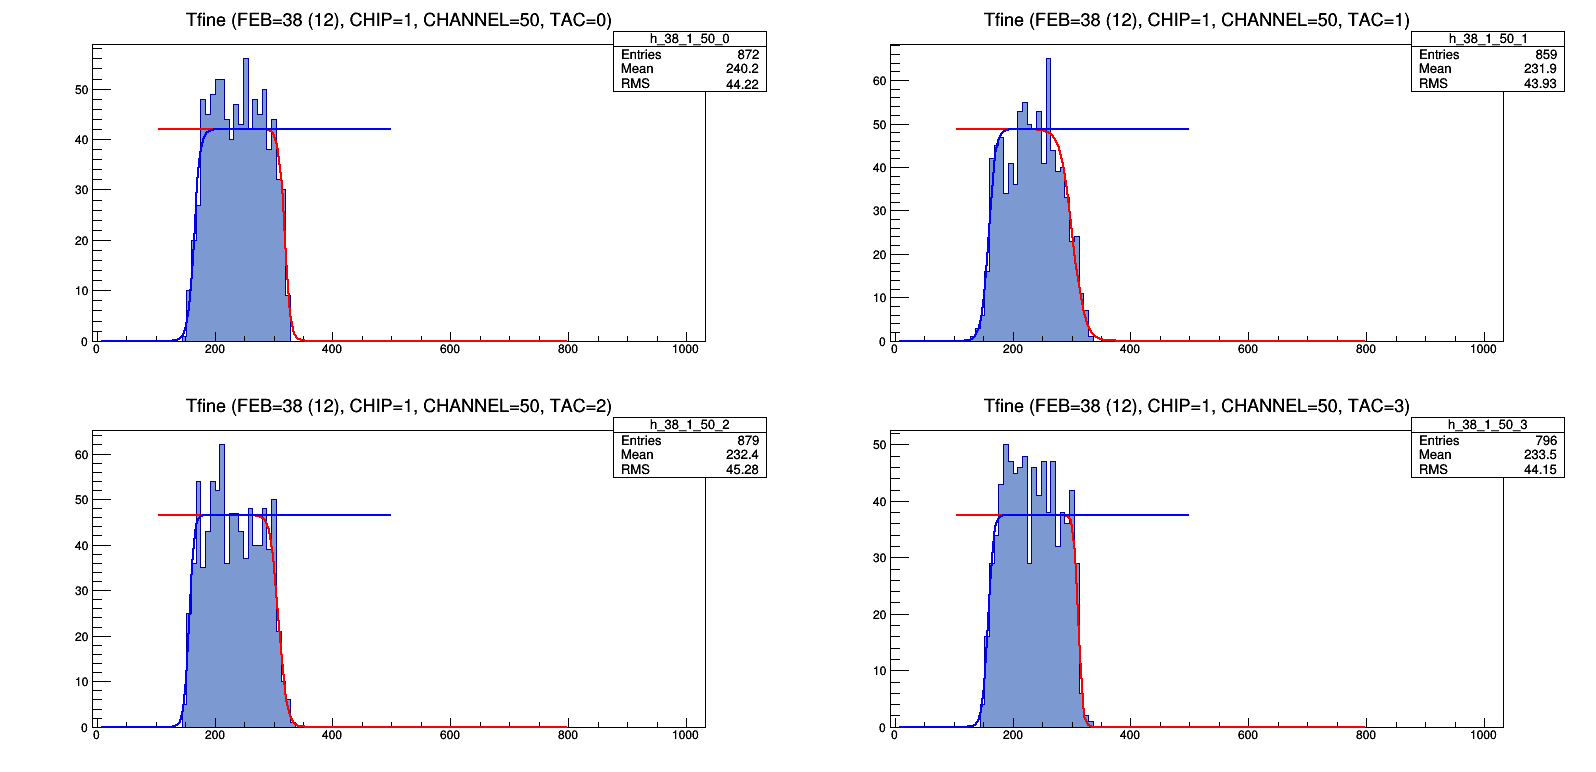 Tfine (FEB=38 (12), CHIP=1, CHANNEL=50, TAC=0)
h_38_1_50_0
Entries 872
Mean 240.2
RMS 44.22
50
40
30
20
10
0
0 200 400 600 800 1000
Tfine (FEB=38 (12), CHIP=1, CHANNEL=50, TAC=1)
h_38_1_50_1
Entries 859
Mean 231.9
RMS 43.93
60
50
40
30
20
10
0
0 200 400 600 800 1000
Tfine (FEB=38 (12), CHIP=1, CHANNEL=50, TAC=2)
h_38_1_50_2
Entries 879
Mean 232.4
RMS 45.28
60
50
40
30
20
10
0
0 200 400 600 800 1000
Tfine (FEB=38 (12), CHIP=1, CHANNEL=50, TAC=3)
h_38_1_50_3
Entries 796
Mean 233.5
RMS 44.15
50
40
30
20
10
0
0 200 400 600 800 1000